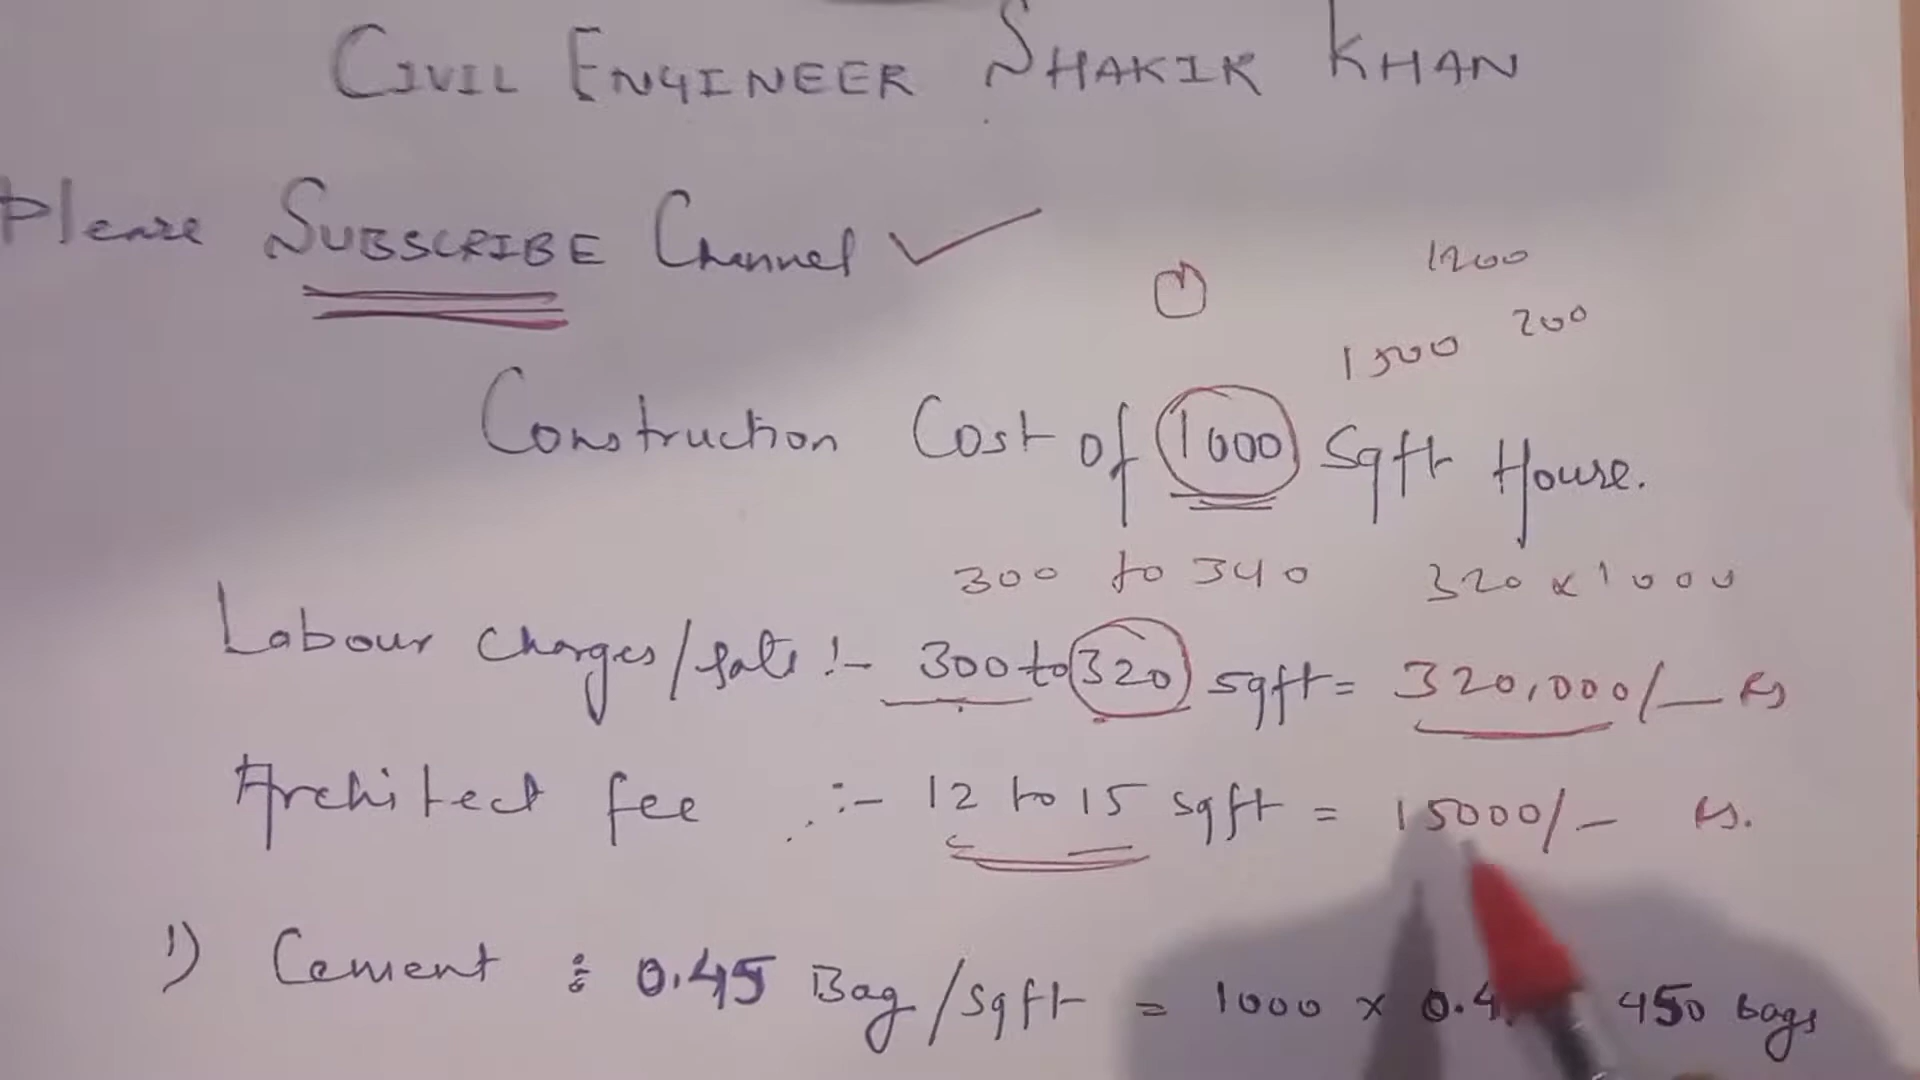 CIVIL ENGINEER SHAKIR KHAN
Please SUBSCRIBE Channel ✓
1200
1500 200
Construction Cost of 1000 Sqft House.
300 to 340 320 x 1000
Labour charges/ :- 300 to 320 sqft = 320,000/- Rs
Architect fee :- 12 to 15 sqft = 15000/- Rs.
1) Cement : 0.45 Bag/sqft = 1000 x 0.4 450 bags